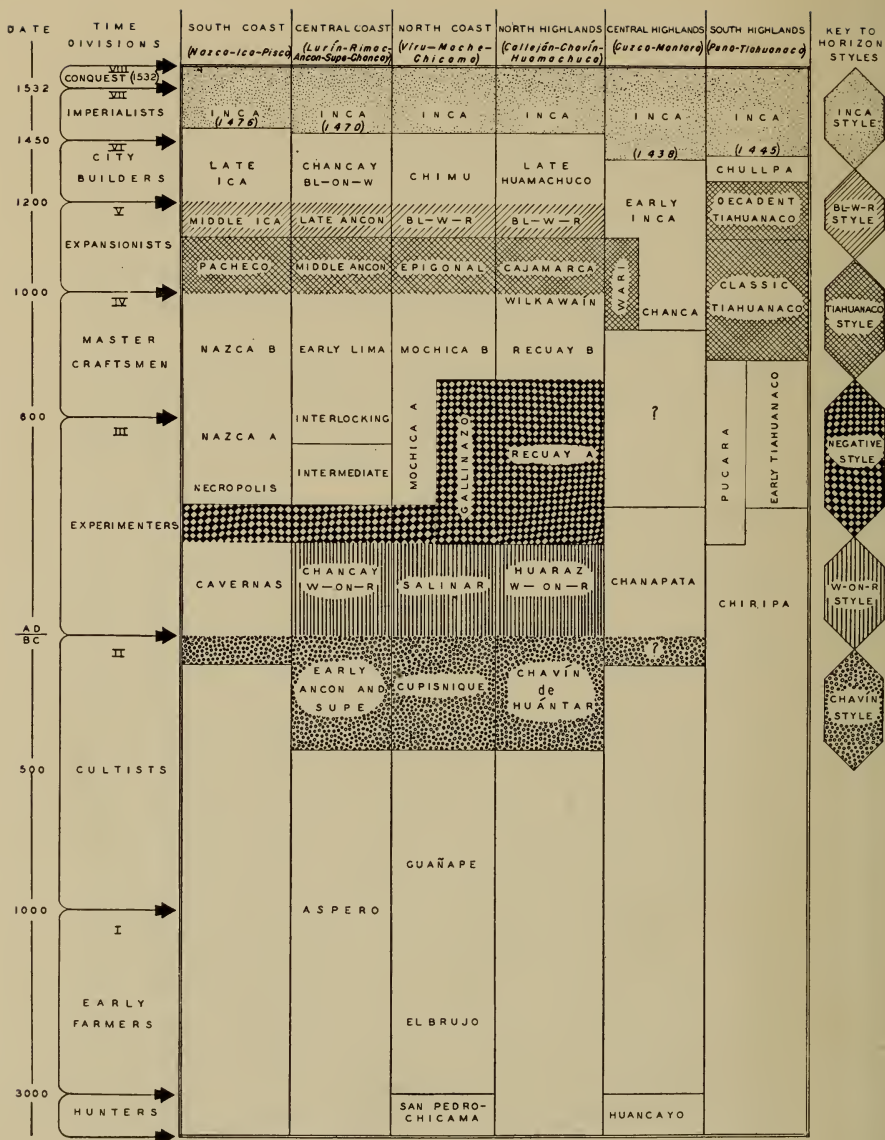 DATE
TIME
DIVISIONS
SOUTH COAST
(Nazca-Ica-Pisco)
CENTRAL COAST
(Lurín-Rimac-
Ancon-Supe-Chancay)
NORTH COAST
(Viru-Moche-
Chicama)
NORTH HIGHLANDS
(Callejón-Chavín-
Huamachuco)
CENTRAL HIGHLANDS
(Cuzco-Mantaro)
SOUTH HIGHLANDS
(Puno-Tiahuanaco)
KEY TO
HORIZON
STYLES
VIII
CONQUEST (1532)
1532
VII
IMPERIALISTS
INCA
(1476)
INCA
(1470)
INCA
INCA
INCA
(1438)
INCA
(1445)
INCA
STYLE
1450
VI
CITY
BUILDERS
LATE
ICA
CHANCAY
BL-ON-W
CHIMU
LATE
HUAMACHUCO
EARLY
INCA
CHULLPA
1200
V
EXPANSIONISTS
MIDDLE ICA
LATE ANCON
BL-W-R
BL-W-R
DECADENT
TIAHUANACO
BL-W-R
STYLE
PACHECO
MIDDLE ANCON
EPIGONAL
CAJAMARCA
WARI
CHANCA
CLASSIC
TIAHUANACO
1000
IV
MASTER
CRAFTSMEN
WILKAWAÍN
NAZCA B
EARLY LIMA
MOCHICA B
RECUAY B
TIAHUANACO
STYLE
600
III
EXPERIMENTERS
NAZCA A
NECROPOLIS
INTERLOCKING
INTERMEDIATE
MOCHICA A
GALLINAZO
RECUAY A
?
PUCARA
EARLY TIAHUANACO
NEGATIVE
STYLE
CAVERNAS
CHANCAY
W-ON-R
SALINAR
HUARAZ
W-ON-R
CHANAPATA
CHIRIPA
W-ON-R
STYLE
AD
BC
II
CULTISTS
EARLY
ANCON AND
SUPE
CUPISNIQUE
CHAVÍN
de
HUÁNTAR
?
CHAVÍN
STYLE
500
GUAÑAPE
1000
I
EARLY
FARMERS
ASPERO
EL BRUJO
3000
HUNTERS
SAN PEDRO-
CHICAMA
HUANCAYO